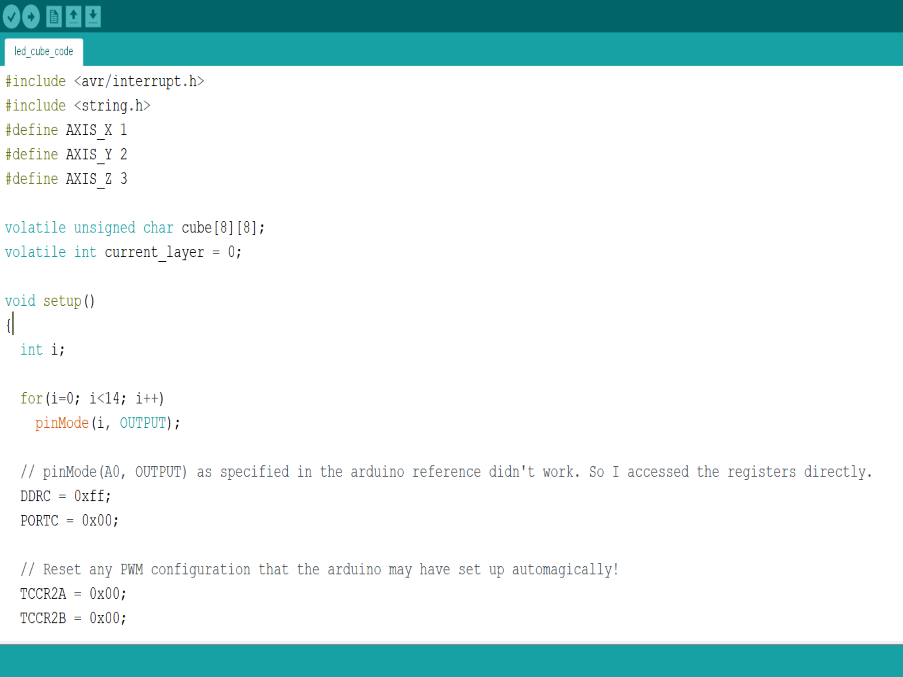 led_cube_code
#include <avr/interrupt.h>
#include <string.h>
#define AXIS_X 1
#define AXIS_Y 2
#define AXIS_Z 3
volatile unsigned char cube[8][8];
volatile int current_layer = 0;
void setup()
{
int i;
for(i=0; i<14; i++)
pinMode(i, OUTPUT);
// pinMode(A0, OUTPUT) as specified in the arduino reference didn't work. So I accessed the registers directly.
DDRC = 0xff;
PORTC = 0x00;
// Reset any PWM configuration that the arduino may have set up automagically!
TCCR2A = 0x00;
TCCR2B = 0x00;